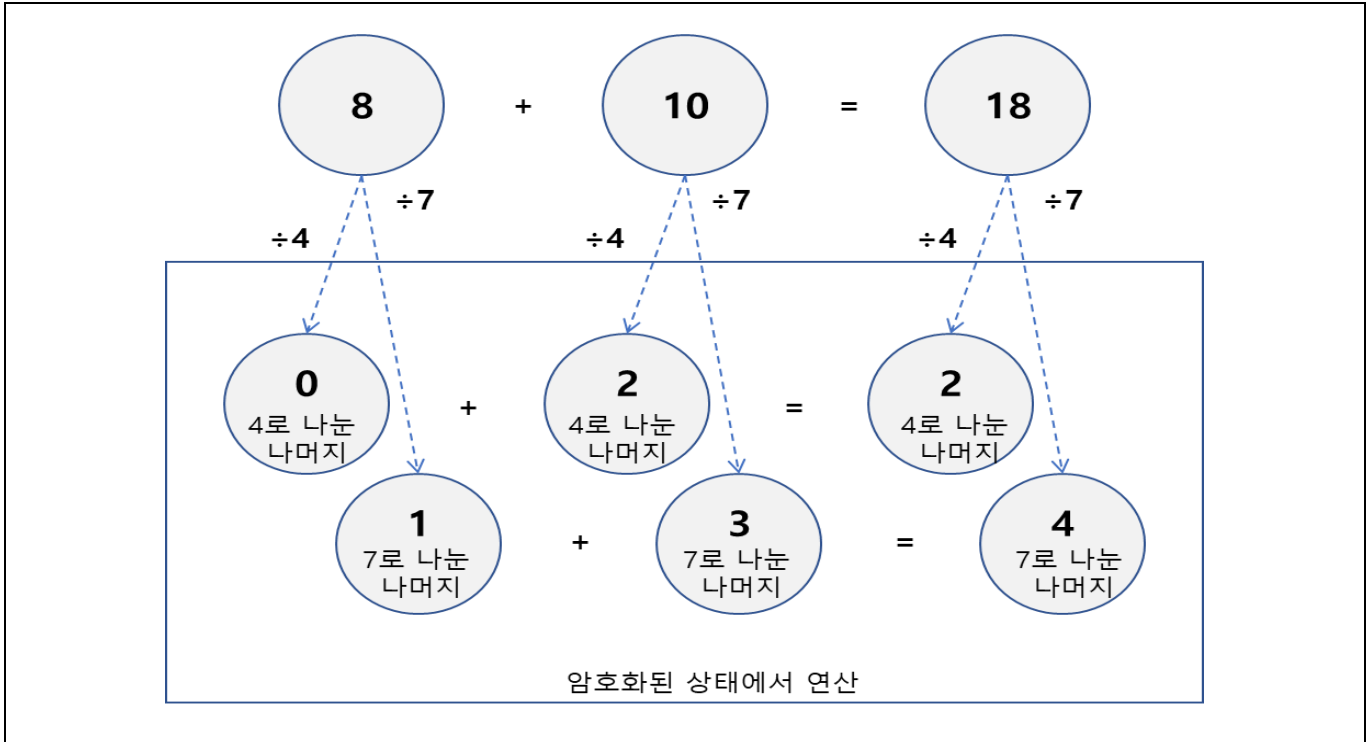 8 + 10 = 18
÷7 ÷7 ÷7
÷4 ÷4 ÷4
0 + 2 = 2
4로 나눈 4로 나눈 4로 나눈
나머지 나머지 나머지
1 + 3 = 4
7로 나눈 7로 나눈 7로 나눈
나머지 나머지 나머지
암호화된 상태에서 연산